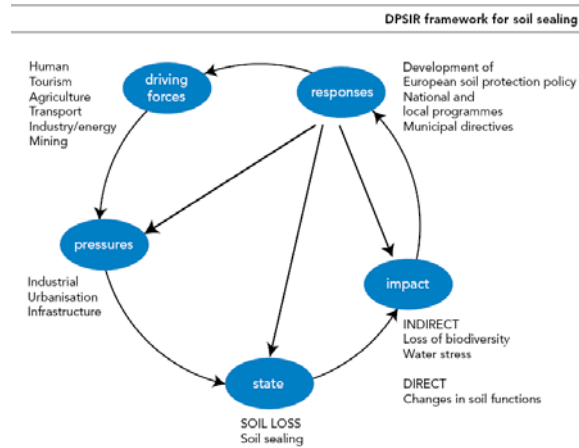 DPSIR framework for soil sealing
Human
Tourism
Agriculture
Transport
Industry/energy
Mining
driving
forces
responses
Development of
European soil protection policy
National and
local programmes
Municipal directives
pressures
Industrial
Urbanisation
Infrastructure
impact
INDIRECT
Loss of biodiversity
Water stress
DIRECT
Changes in soil functions
state
SOIL LOSS
Soil sealing